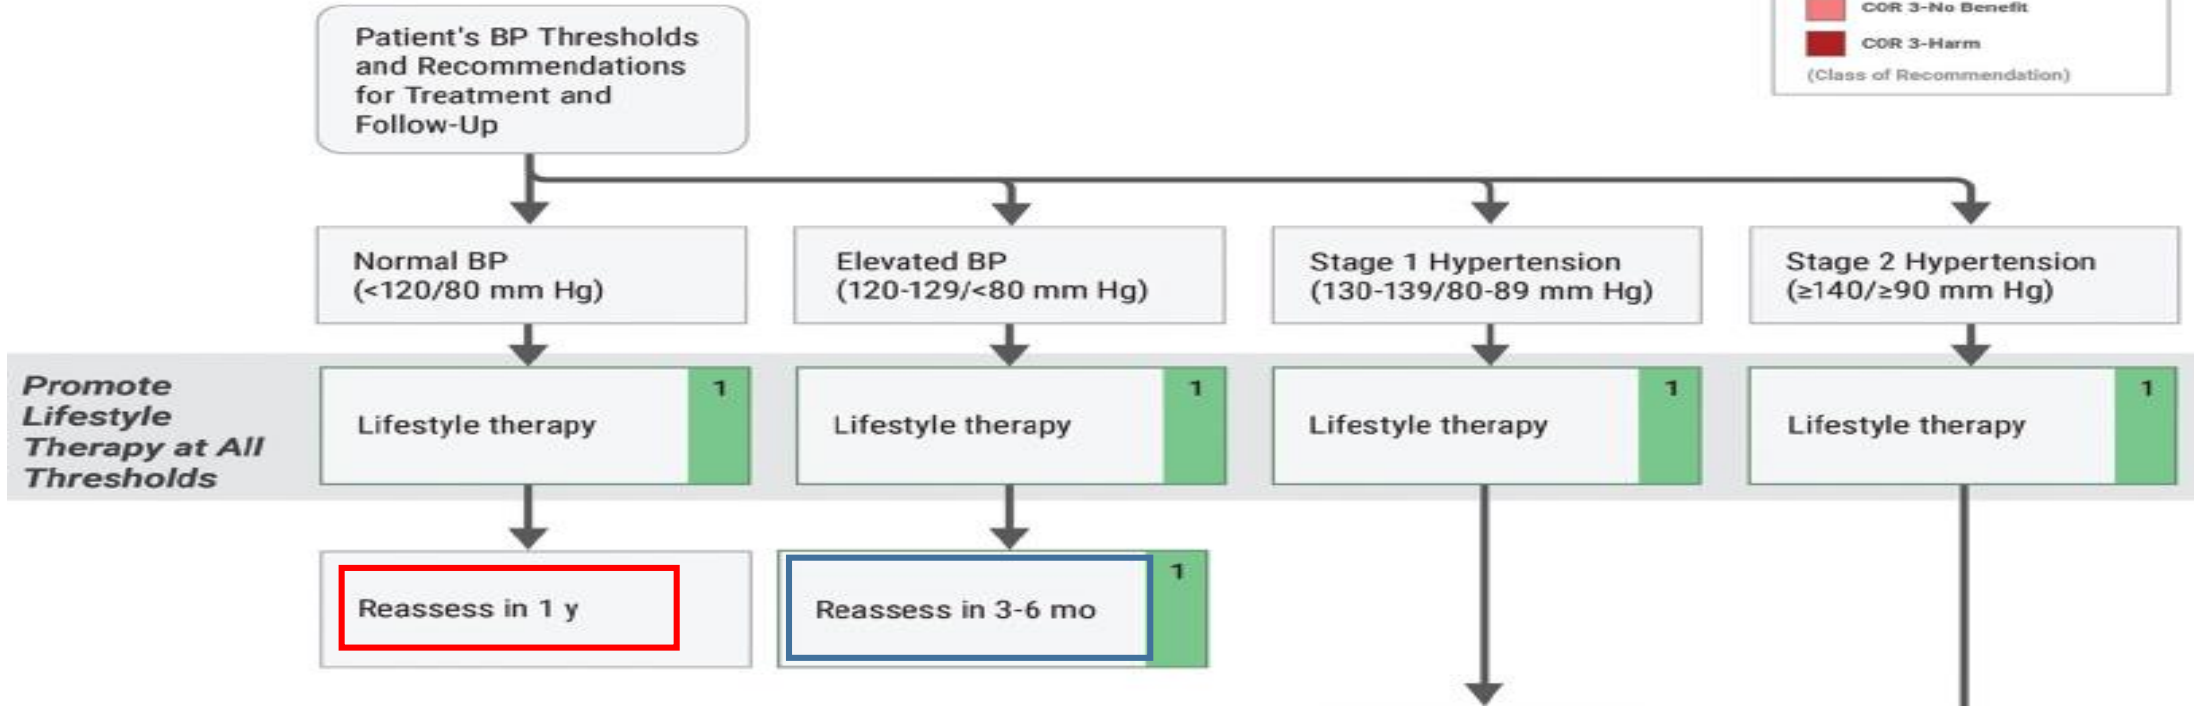 COR 3-No Benefit
COR 3-Harm
(Class of Recommendation)
Patient's BP Thresholds
and Recommendations
for Treatment and
Follow-Up
Normal BP
(<120/80 mm Hg)
Elevated BP
(120-129/<80 mm Hg)
Stage 1 Hypertension
(130-139/80-89 mm Hg)
Stage 2 Hypertension
(≥140/≥90 mm Hg)
Promote
Lifestyle
Therapy at All
Thresholds
Lifestyle therapy
1
Lifestyle therapy
1
Lifestyle therapy
1
Lifestyle therapy
1
Reassess in 1 y
Reassess in 3-6 mo
1